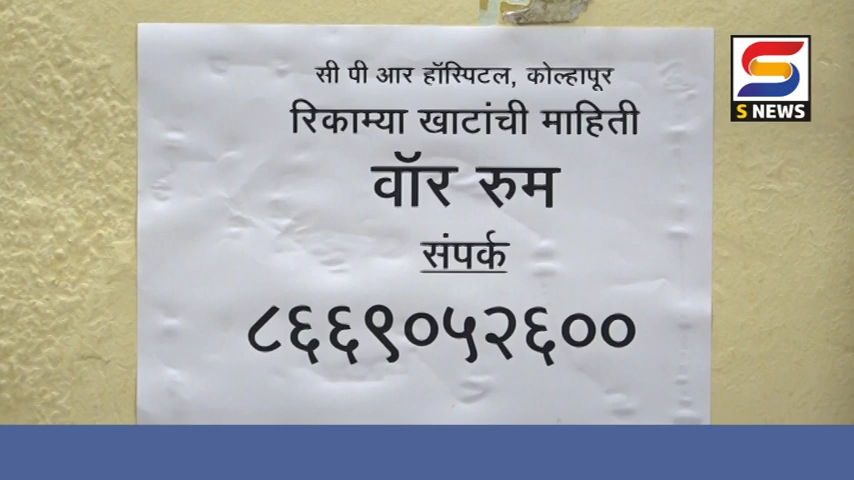 सी पी आर हॉस्पिटल, कोल्हापूर
रिकाम्या खाटांची माहिती
वॉर रुम
संपर्क
८६६९०५२६००
S NEWS